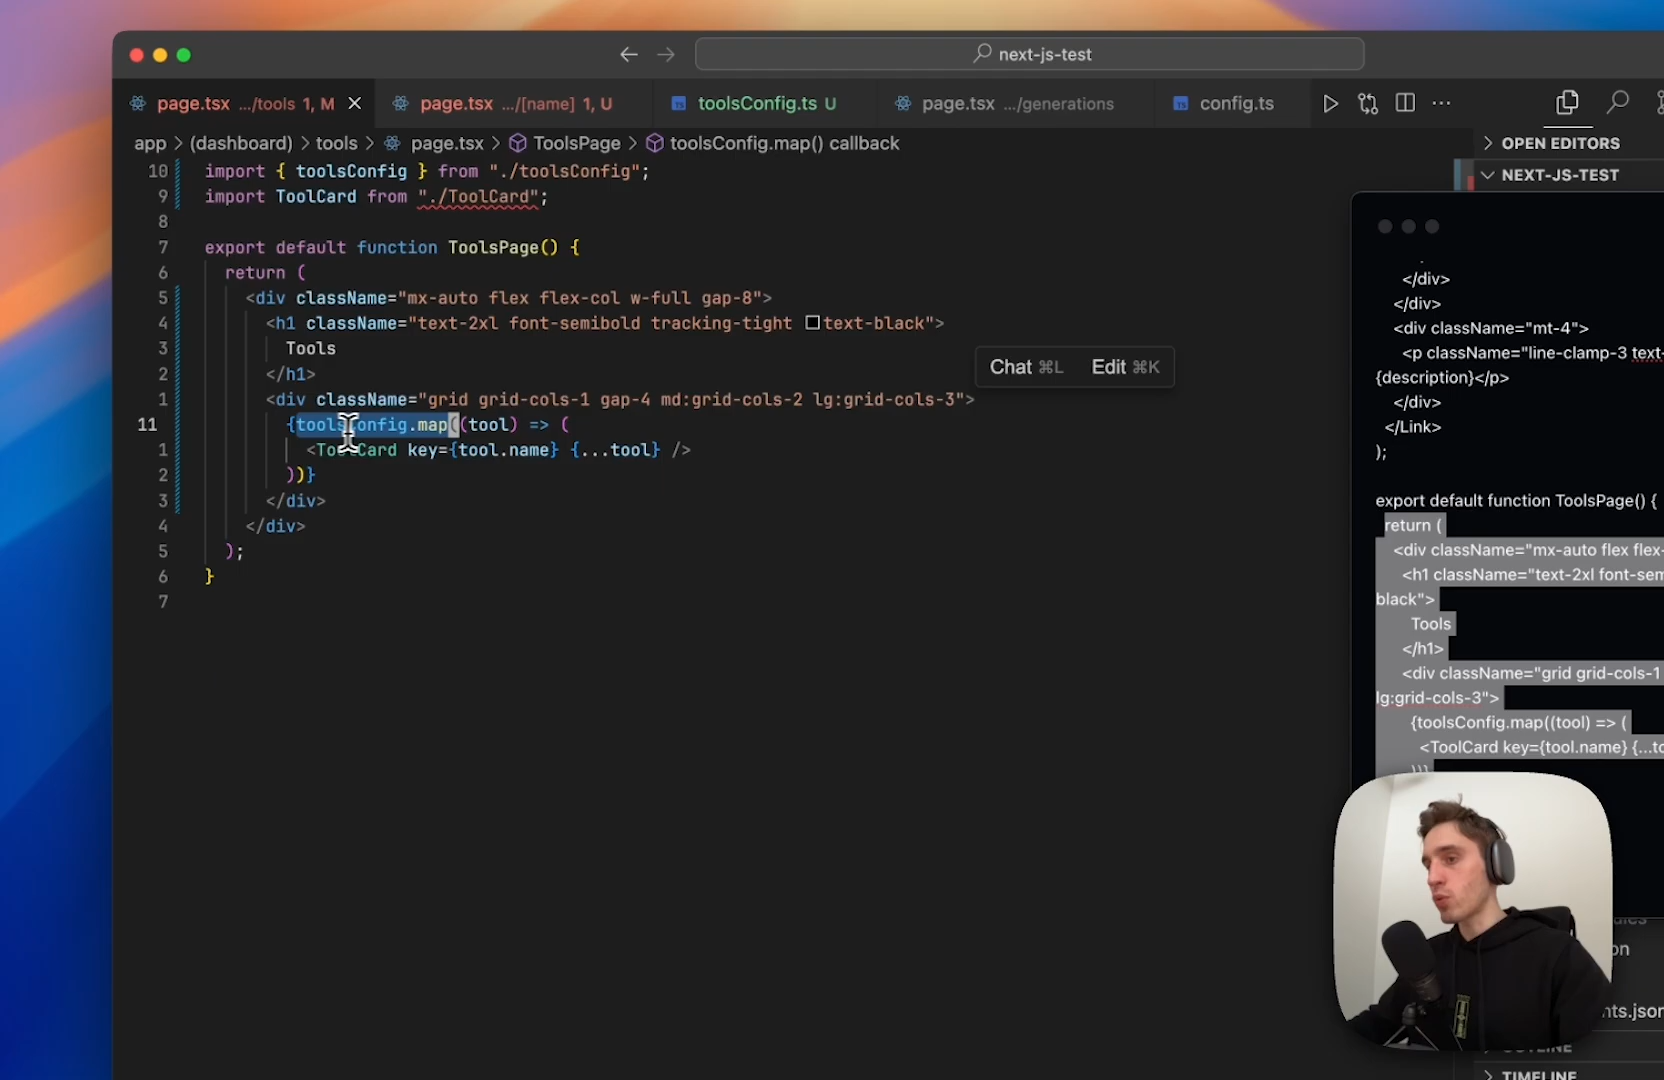 next-js-test
page.tsx .../tools 1, M
page.tsx .../[name] 1, U
toolsConfig.ts U
page.tsx .../generations
config.ts
app > (dashboard) > tools > page.tsx > ToolsPage > toolsConfig.map() callback
10 import { toolsConfig } from "./toolsConfig";
9 import ToolCard from "./ToolCard";
8
7 export default function ToolsPage() {
6 return (
5 <div className="mx-auto flex flex-col w-full gap-8">
4 <h1 className="text-2xl font-semibold tracking-tight text-black">
3 Tools
2 </h1>
1 <div className="grid grid-cols-1 gap-4 md:grid-cols-2 lg:grid-cols-3">
11 {toolsConfig.map((tool) => (
1 <ToolCard key={tool.name} {...tool} />
2 ))}
3 </div>
4 </div>
5 );
6 }
7
Chat ⌘L Edit ⌘K
OPEN EDITORS
NEXT-JS-TEST
</div>
</div>
<div className="mt-4">
<p className="line-clamp-3 text-
{description}</p>
</div>
</Link>
);
export default function ToolsPage() {
return (
<div className="mx-auto flex flex-
<h1 className="text-2xl font-sem
black">
Tools
</h1>
<div className="grid grid-cols-1
lg:grid-cols-3">
{toolsConfig.map((tool) => (
<ToolCard key={tool.name} {...to
))}
on
nts.json
OUTLINE
TIMELINE